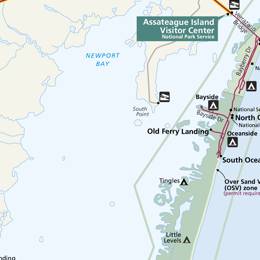 Assateague Island
Visitor Center
National Park Service
NEWPORT
BAY
Bayberry Dr
South
Point
Bayside
Bayside Dr
National S
North O
National
Old Ferry Landing
Oceanside
South Ocea
Over Sand V
(OSV) zone
(permit require
Tingles
Little
Levels
nding